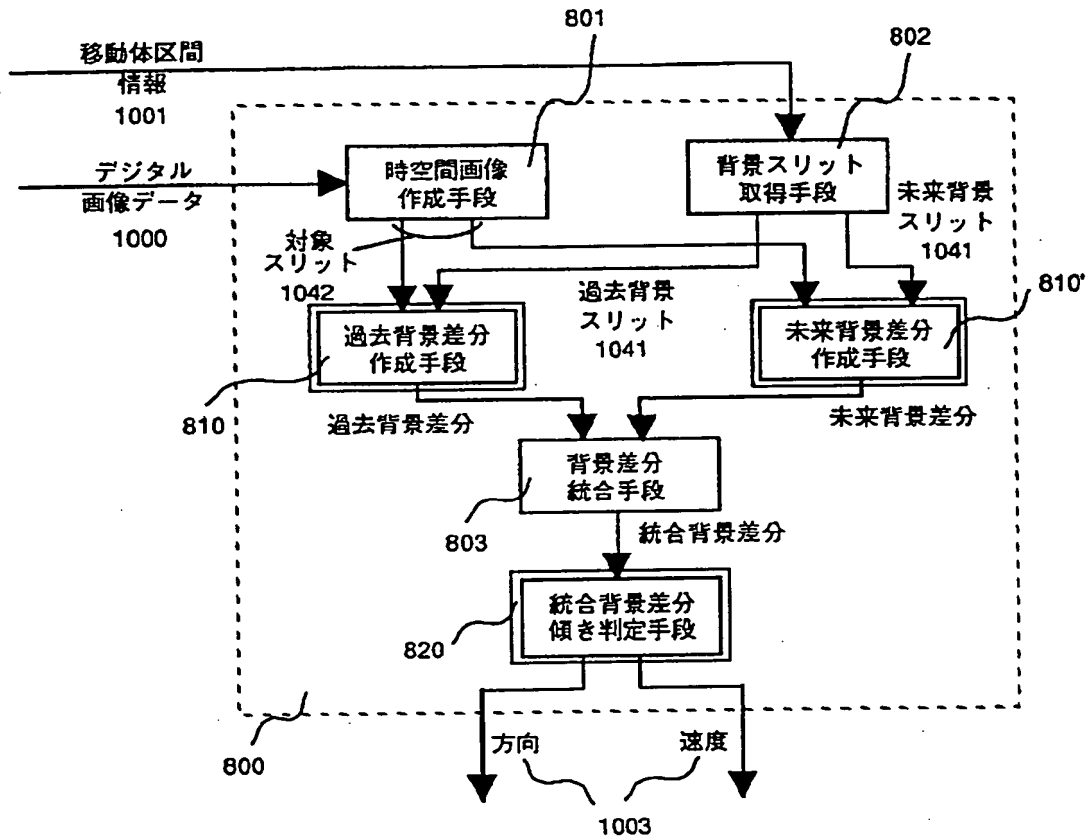 801
802
移動体区間
情報
1001
デジタル
画像データ
1000
時空間画像
作成手段
背景スリット
取得手段
未来背景
スリット
1041
対象
スリット
1042
過去背景
スリット
1041
810'
過去背景差分
作成手段
未来背景差分
作成手段
810
過去背景差分
未来背景差分
背景差分
統合手段
803
統合背景差分
統合背景差分
傾き判定手段
820
800
方向
速度
1003